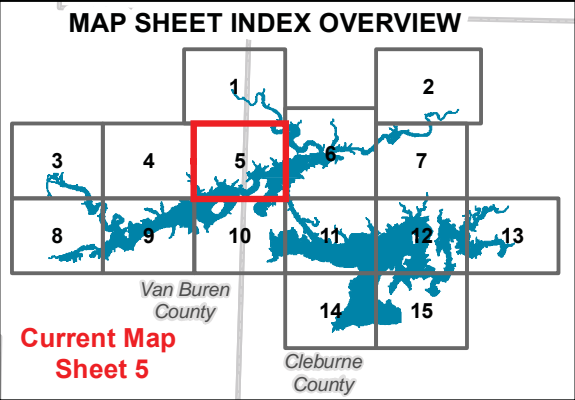 MAP SHEET INDEX OVERVIEW
1
2
3
4
5
6
7
8
9
10
11
12
13
14
15
Van Buren
County
Current Map
Sheet 5
Cleburne
County